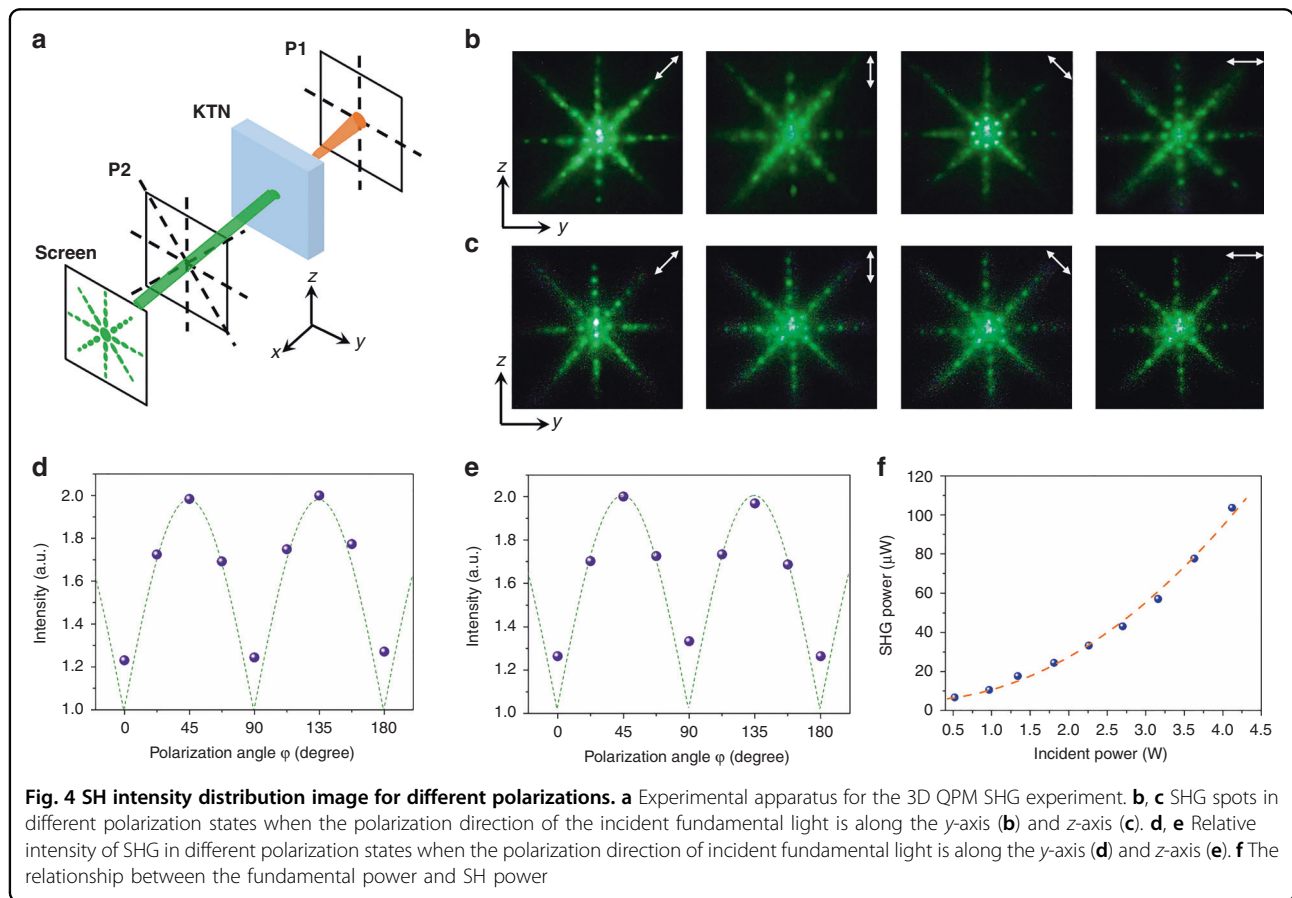 a
P1
KTN
P2
Screen
z
x
y
b
z
y
c
z
y
d
Intensity (a.u.)
2.0
1.8
1.6
1.4
1.2
1.0
0 45 90 135 180
Polarization angle φ (degree)
e
Intensity (a.u.)
2.0
1.8
1.6
1.4
1.2
1.0
0 45 90 135 180
Polarization angle φ (degree)
f
SHG power (μW)
120
100
80
60
40
20
0
0.5 1.0 1.5 2.0 2.5 3.0 3.5 4.0 4.5
Incident power (W)
Fig. 4 SH intensity distribution image for different polarizations. a Experimental apparatus for the 3D QPM SHG experiment. b, c SHG spots in
different polarization states when the polarization direction of the incident fundamental light is along the y-axis (b) and z-axis (c). d, e Relative
intensity of SHG in different polarization states when the polarization direction of incident fundamental light is along the y-axis (d) and z-axis (e). f The
relationship between the fundamental power and SH power